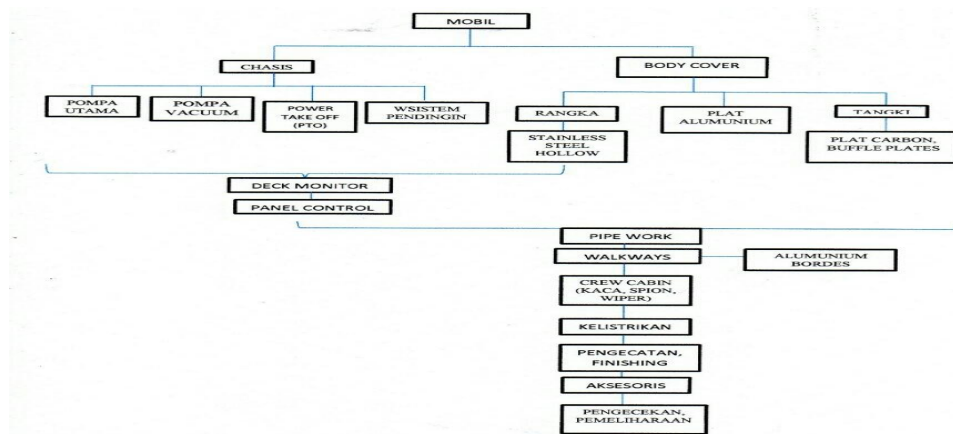 MOBIL
CHASIS
BODY COVER
POMPA
UTAMA
POMPA
VACUUM
POWER
TAKE OFF
(PTO)
WSISTEM
PENDINGIN
RANGKA
PLAT
ALUMUNIUM
TANGKI
STAINLESS
STEEL
HOLLOW
PLAT CARBON,
BUFFLE PLATES
DECK MONITOR
PANEL CONTROL
PIPE WORK
WALKWAYS
ALUMUNIUM
BORDES
CREW CABIN
(KACA, SPION,
WIPER)
KELISTRIKAN
PENGECATAN,
FINISHING
AKSESORIS
PENGECEKAN,
PEMELIHARAAN